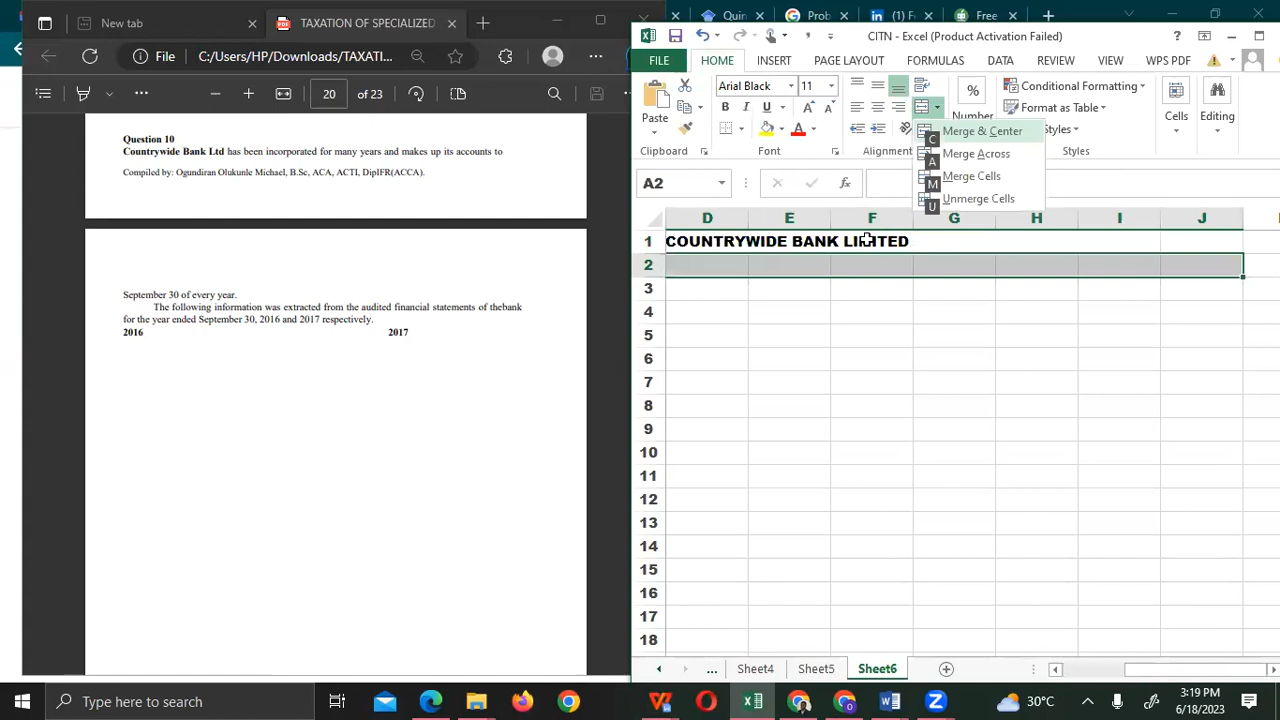 Quin
Google
LinkedIn
Free
New tab
TAXATION OF SPECIALIZED
CITN - Excel (Product Activation Failed)
File
C:/Users/HP/Downloads/TAXATI...
FILE
HOME
INSERT
PAGE LAYOUT
FORMULAS
DATA
REVIEW
VIEW
WPS PDF
20 of 23
Paste
Clipboard
Arial Black
11
B I U
Font
Alignment
%
Number
Conditional Formatting
Format as Table
Styles
Styles
Cells
Editing
Merge & Center
C
Merge Across
A
Merge Cells
M
Unmerge Cells
U
A2
fx
D E F G H I J
1 COUNTRYWIDE BANK LIMITED
2
3
4
5
6
7
8
9
10
11
12
13
14
15
16
17
18
Question 10
Countrywide Bank Ltd has been incorporated for many years and makes up its accounts to
Compiled by: Ogundiran Olukunle Michael, B.Sc, ACA, ACTI, DipIFR(ACCA).
September 30 of every year.
The following information was extracted from the audited financial statements of thebank
for the year ended September 30, 2016 and 2017 respectively.
2016 2017
... Sheet4 Sheet5 Sheet6
Type here to search
30°C
3:19 PM
6/18/2023